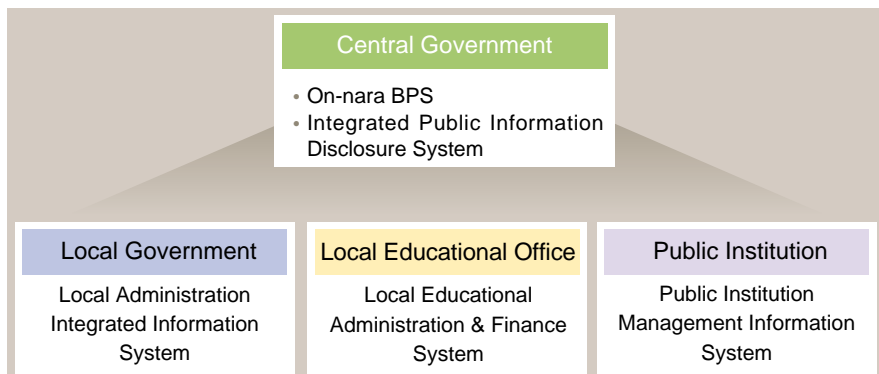 Central Government
• On-nara BPS
• Integrated Public Information
Disclosure System
Local Government
Local Administration
Integrated Information
System
Local Educational Office
Local Educational
Administration & Finance
System
Public Institution
Public Institution
Management Information
System